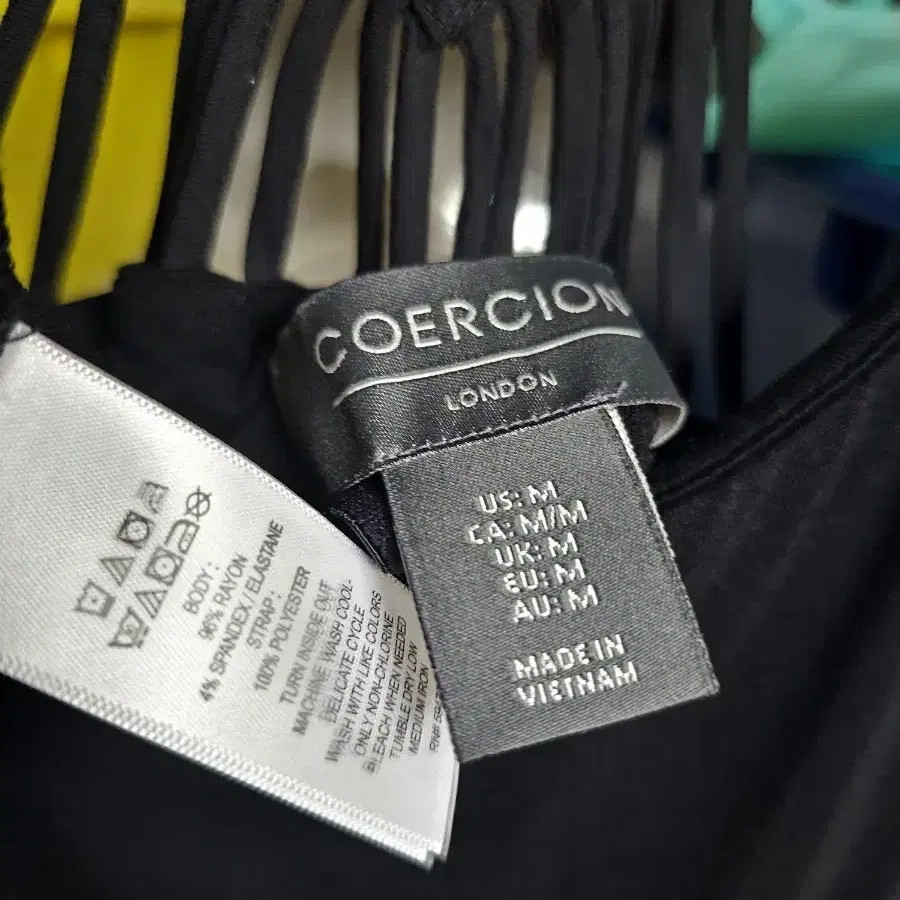 COERCION
LONDON
US: M
CA: M/M
UK: M
EU: M
AU: M
MADE IN
VIETNAM
BODY :
96% RAYON
4% SPANDEX / ELASTANE
STRAP :
100% POLYESTER
TURN INSIDE OUT
MACHINE WASH COOL-
DELICATE CYCLE
WASH WITH LIKE COLORS
ONLY NON-CHLORINE
BLEACH WHEN NEEDED
TUMBLE DRY LOW
MEDIUM IRON
RN#